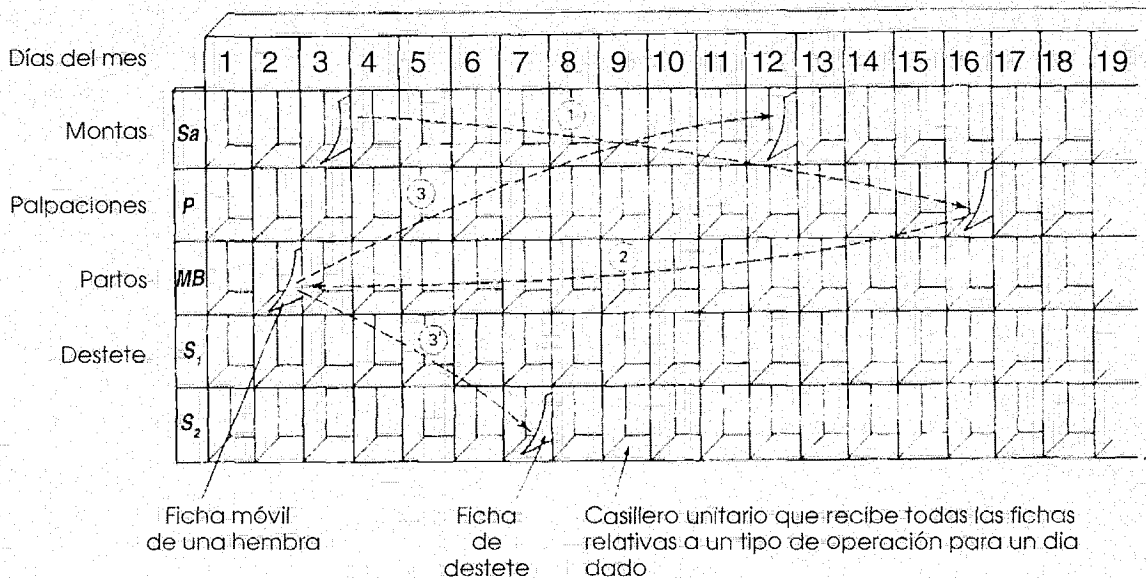 Días del mes 1 2 3 4 5 6 7 8 9 10 11 12 13 14 15 16 17 18 19
Montas Sa 1
Palpaciones P 3
Partos MB 2
Destete S1 3'
S2
Ficha móvil
de una hembra
Ficha
de
destete
Casillero unitario que recibe todas las fichas
relativas a un tipo de operación para un dia
dado